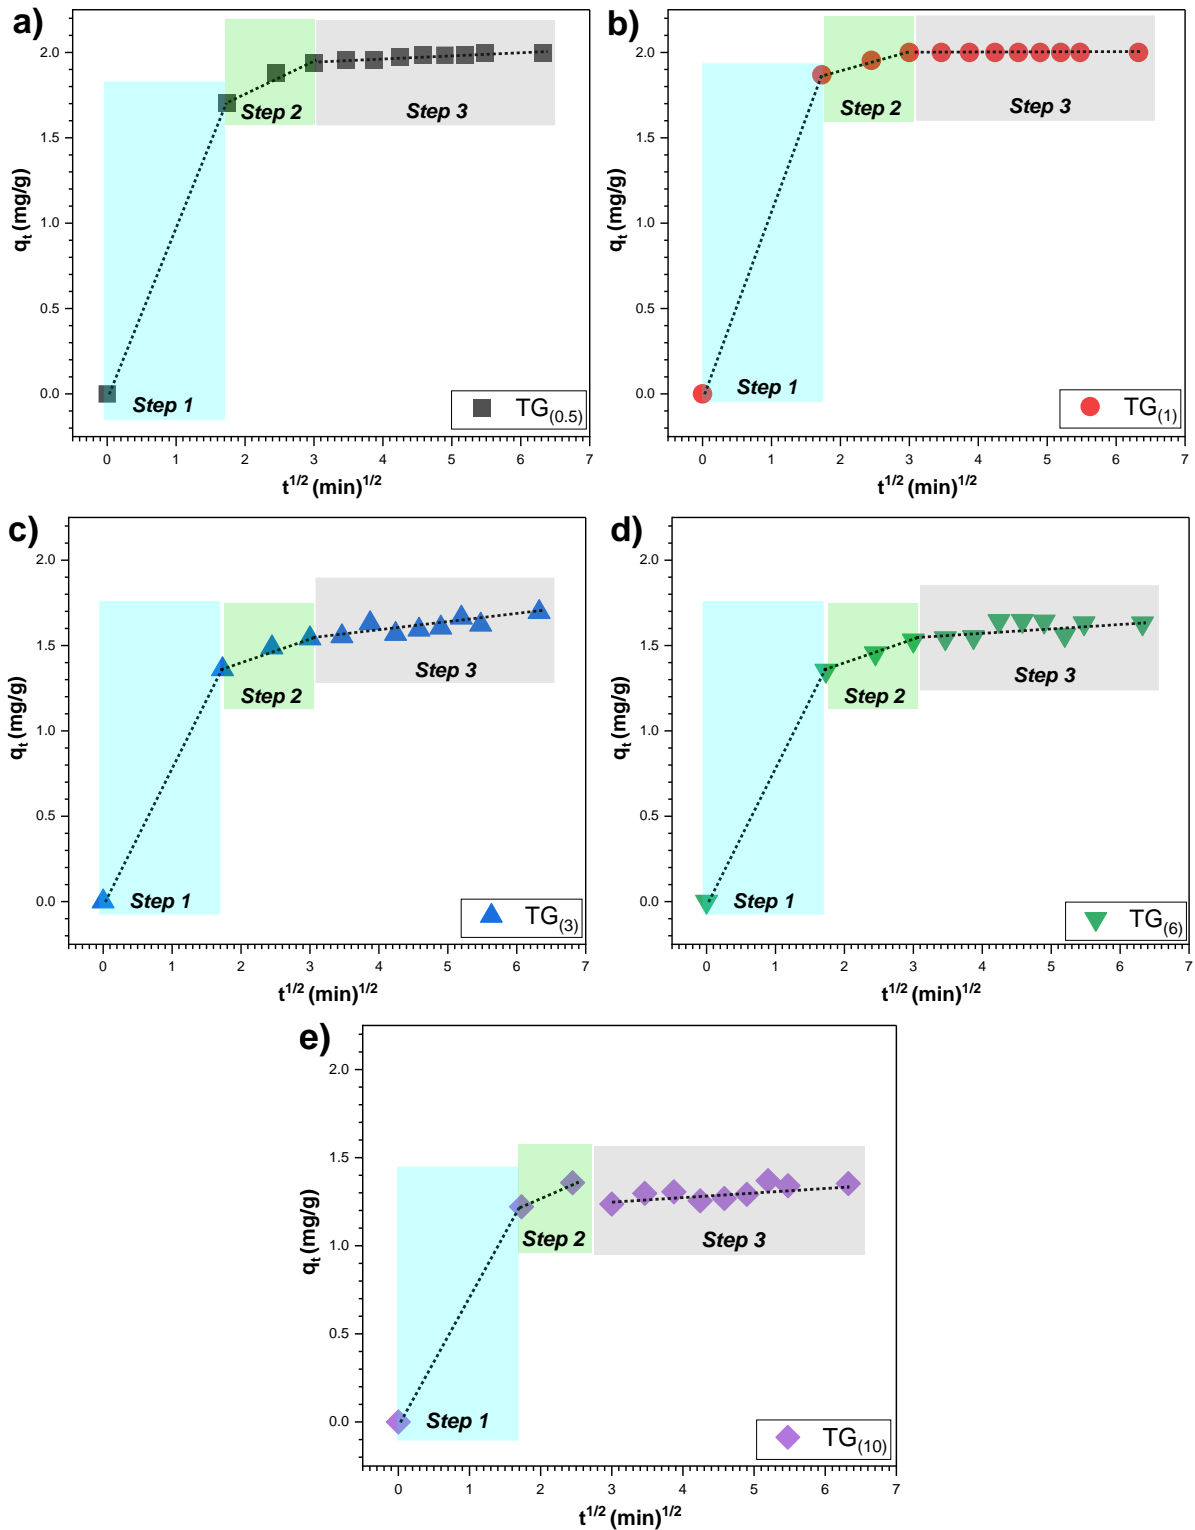 a)
2.0
1.5
1.0
0.5
0.0
qt (mg/g)
Step 1
Step 2
Step 3
TG(0.5)
0 1 2 3 4 5 6 7
t1/2 (min)1/2
b)
2.0
1.5
1.0
0.5
0.0
qt (mg/g)
Step 1
Step 2
Step 3
TG(1)
0 1 2 3 4 5 6 7
t1/2 (min)1/2
c)
2.0
1.5
1.0
0.5
0.0
qt (mg/g)
Step 1
Step 2
Step 3
TG(3)
0 1 2 3 4 5 6 7
t1/2 (min)1/2
d)
2.0
1.5
1.0
0.5
0.0
qt (mg/g)
Step 1
Step 2
Step 3
TG(6)
0 1 2 3 4 5 6 7
t1/2 (min)1/2
e)
2.0
1.5
1.0
0.5
0.0
qt (mg/g)
Step 1
Step 2
Step 3
TG(10)
0 1 2 3 4 5 6 7
t1/2 (min)1/2